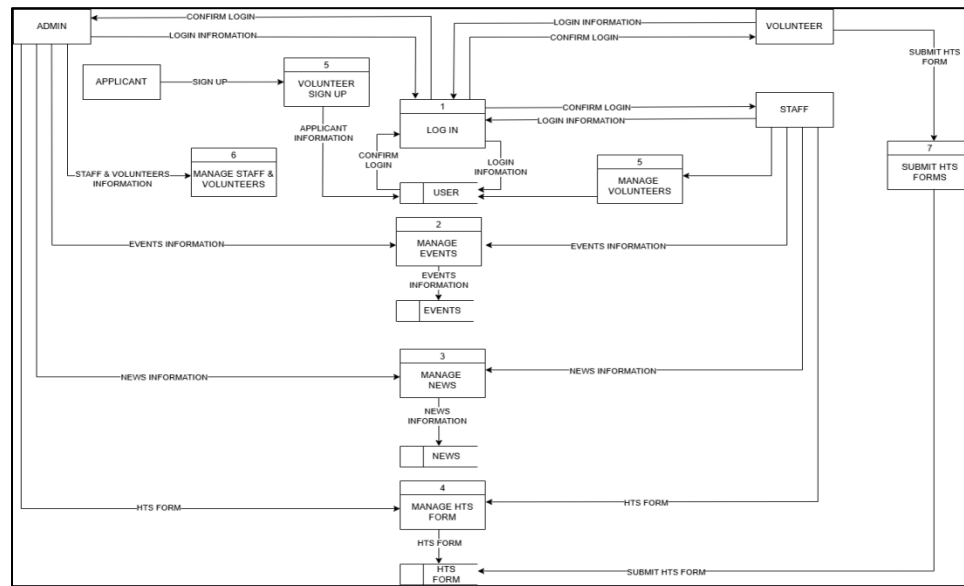 CONFIRM LOGIN
ADMIN
LOGIN INFROMATION
LOGIN INFORMATION
VOLUNTEER
CONFIRM LOGIN
SUBMIT HTS
FORM
APPLICANT
SIGN UP
5
VOLUNTEER
SIGN UP
1
LOG IN
CONFIRM LOGIN
LOGIN INFORMATION
STAFF
APPLICANT
INFORMATION
CONFIRM
LOGIN
LOGIN
INFOMATION
6
MANAGE STAFF &
VOLUNTEERS
STAFF & VOLUNTEERS
INFORMATION
USER
5
MANAGE
VOLUNTEERS
7
SUBMIT HTS
FORMS
2
MANAGE
EVENTS
EVENTS INFORMATION
EVENTS INFORMATION
EVENTS
INFORMATION
EVENTS
3
MANAGE
NEWS
NEWS INFORMATION
NEWS INFORMATION
NEWS
INFORMATION
NEWS
4
MANAGE HTS
FORM
HTS FORM
HTS FORM
HTS FORM
HTS
FORM
SUBMIT HTS FORM